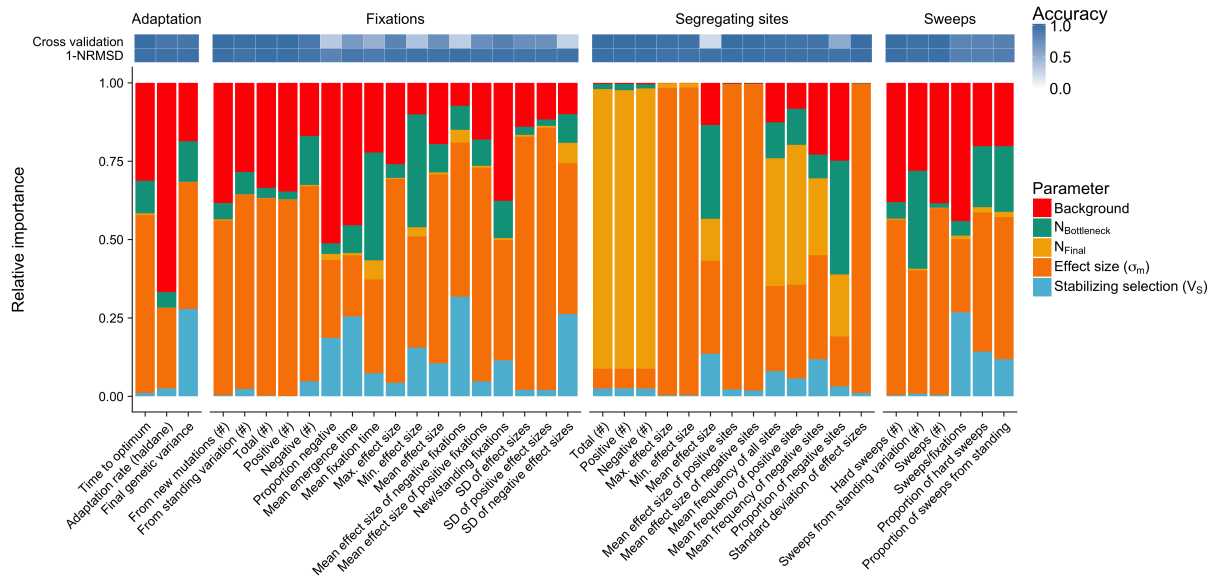 Adaptation
Fixations
Segregating sites
Sweeps
Accuracy
Cross validation
1-NRMSD
1.0
0.5
0.0
1.00
0.75
0.50
0.25
0.00
Relative importance
Parameter
Background
N_Bottleneck
N_Final
Effect size (σ_m)
Stabilizing selection (V_S)
Time to optimum
Adaptation rate (haldane)
Final genetic variance
From new mutations (#)
From standing variation (#)
Total (#)
Positive (#)
Negative (#)
Proportion negative
Mean emergence time
Mean fixation time
Max. effect size
Min. effect size
Mean effect size
Mean effect size of negative fixations
Mean effect size of positive fixations
New/standing fixations
SD of effect sizes
SD of positive effect sizes
SD of negative effect sizes
Total (#)
Positive (#)
Negative (#)
Max. effect size
Min. effect size
Mean effect size
Mean effect size of positive sites
Mean effect size of negative sites
Mean frequency of all sites
Mean frequency of positive sites
Mean frequency of negative sites
Proportion of negative sites
Standard deviation of effect sizes
Hard sweeps (#)
Sweeps from standing variation (#)
Sweeps (#)
Sweeps/fixations
Proportion of hard sweeps
Proportion of sweeps from standing